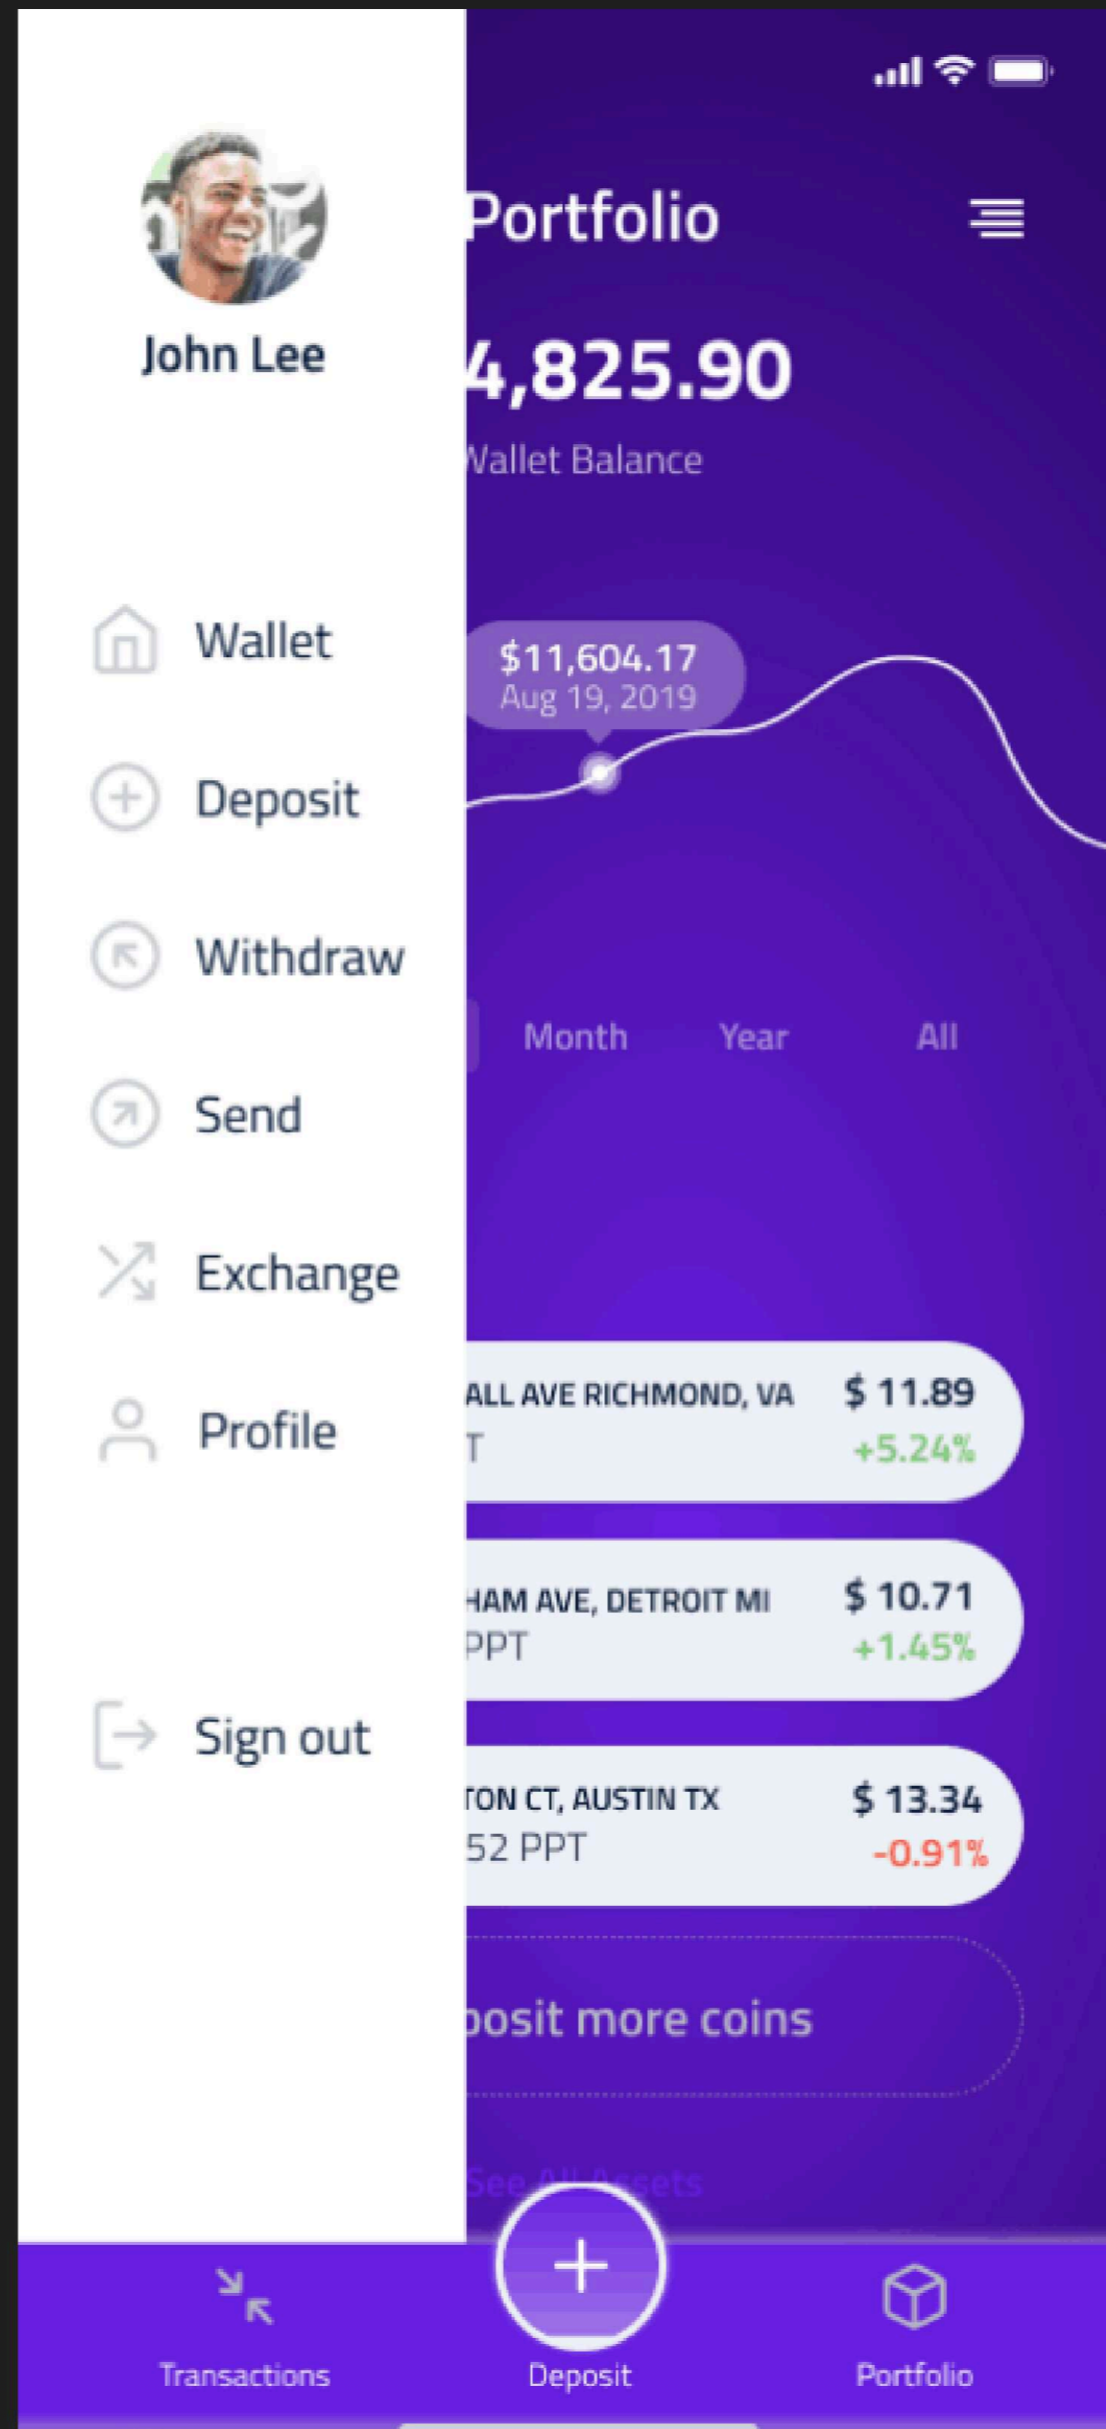 John Lee
Wallet
Deposit
Withdraw
Send
Exchange
Profile
Sign out
Portfolio
4,825.90
Wallet Balance
$11,604.17
Aug 19, 2019
Month Year All
ALL AVE RICHMOND, VA $ 11.89
T +5.24%
HAM AVE, DETROIT MI $ 10.71
PPT +1.45%
TON CT, AUSTIN TX $ 13.34
52 PPT -0.91%
posit more coins
See All Assets
Transactions
Deposit
Portfolio